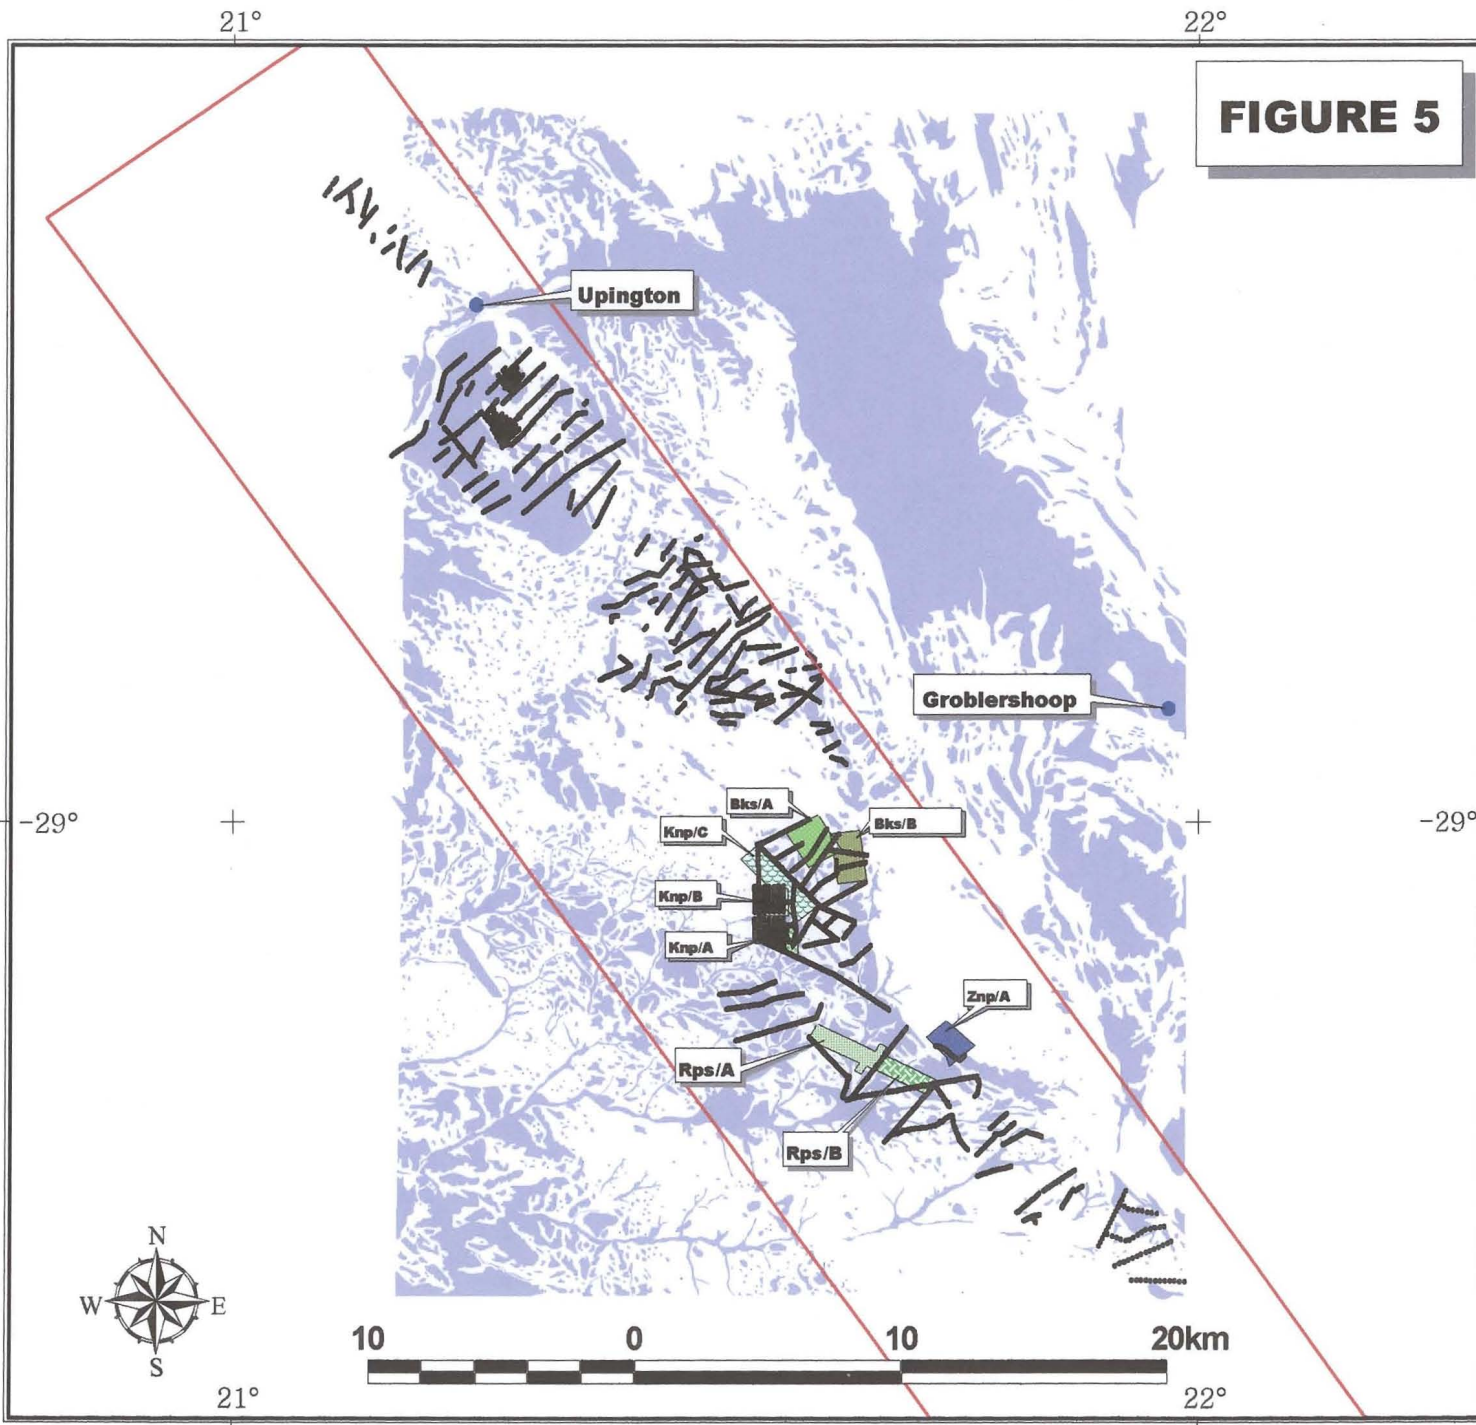 21°
22°
FIGURE 5
Upington
Groblershoop
-29°
-29°
Bks/A
Bks/B
Knp/C
Knp/B
Knp/A
Znp/A
Rps/A
Rps/B
N
W
E
S
10
0
10
20km
21°
22°